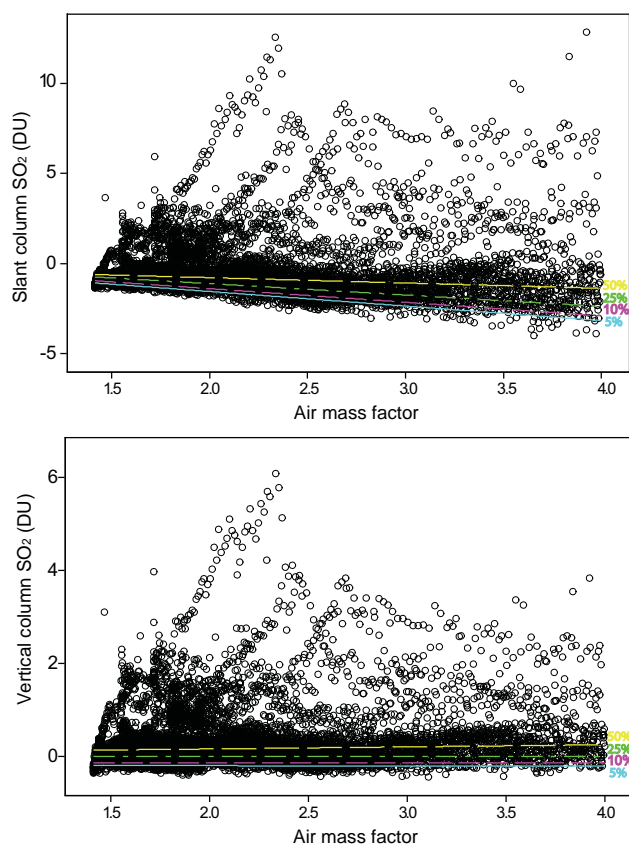 10
5
0
-5
Slant column SO₂ (DU)
50%
25%
10%
5%
1.5 2.0 2.5 3.0 3.5 4.0
Air mass factor
6
4
2
0
Vertical column SO₂ (DU)
50%
25%
10%
5%
1.5 2.0 2.5 3.0 3.5 4.0
Air mass factor